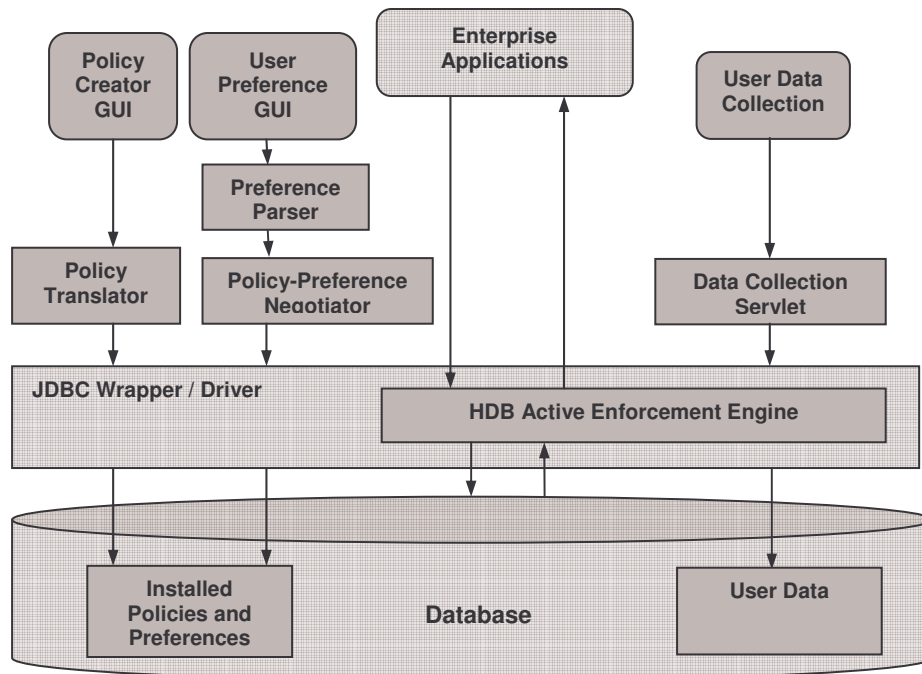 Policy
Creator
GUI
User
Preference
GUI
Enterprise
Applications
User Data
Collection
Preference
Parser
Policy
Translator
Policy-Preference
Negotiator
Data Collection
Servlet
JDBC Wrapper / Driver
HDB Active Enforcement Engine
Installed
Policies and
Preferences
Database
User Data